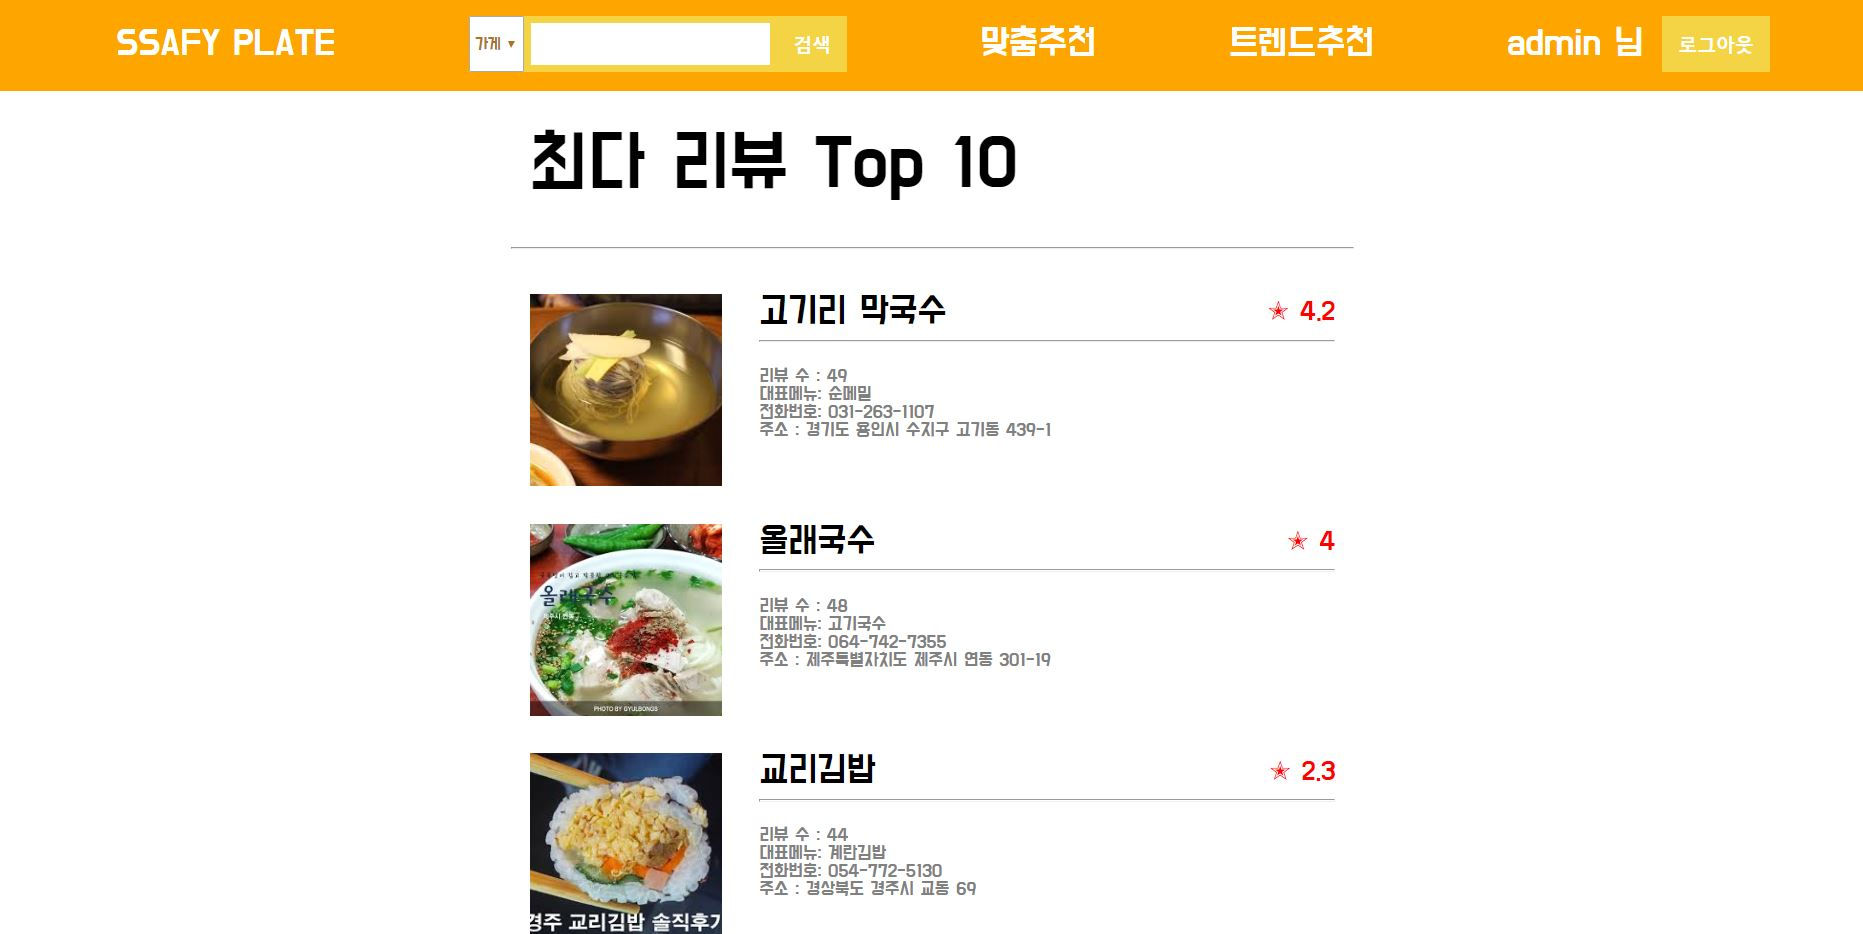 SSAFY PLATE 가게 ▼ 검색 맞춤추천 트렌드추천 admin 님 로그아웃
최다 리뷰 Top 10
고기리 막국수 4.2
리뷰 수 : 49
대표메뉴: 순메밀
전화번호: 031-263-1107
주소 : 경기도 용인시 수지구 고기동 439-1
올래국수 4
올래국수
PHOTO BY GYULBONGS
리뷰 수 : 48
대표메뉴: 고기국수
전화번호: 064-742-7355
주소 : 제주특별자치도 제주시 연동 301-19
교리김밥 2.3
리뷰 수 : 44
대표메뉴: 계란김밥
전화번호: 054-772-5130
주소 : 경상북도 경주시 교동 69
경주 교리김밥 솔직후기